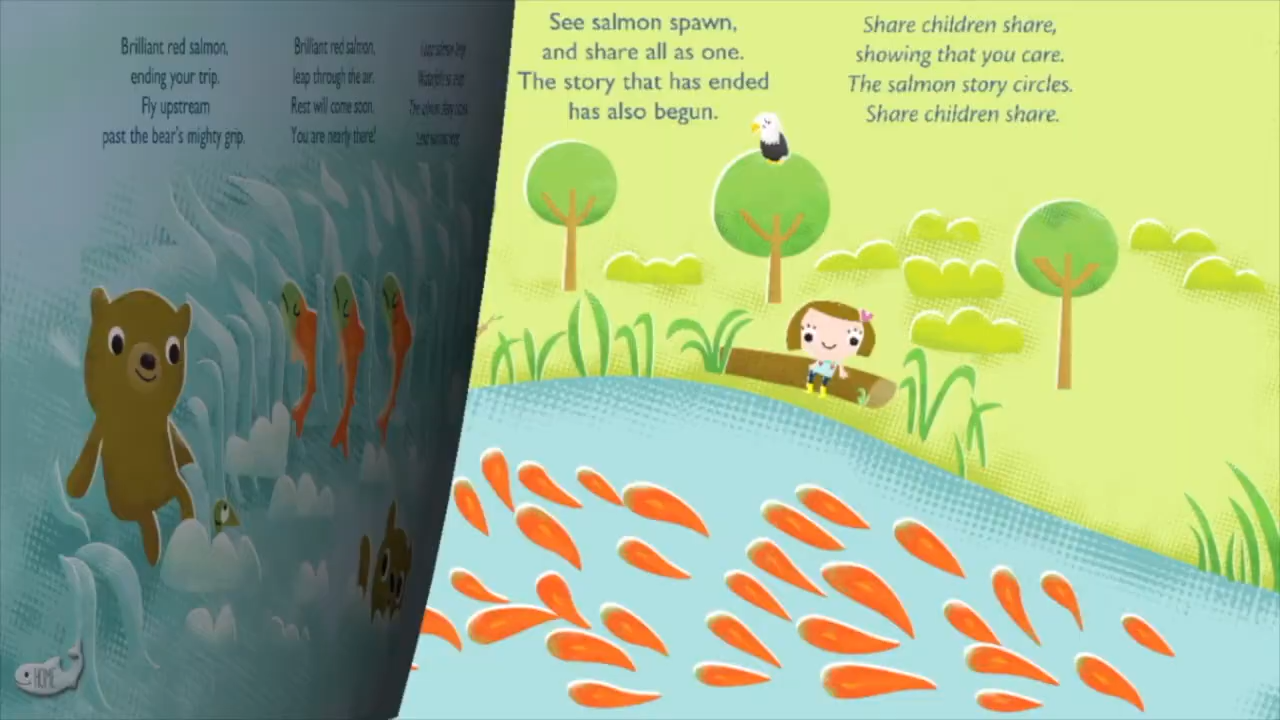 Brilliant red salmon,
ending your trip.
Fly upstream
past the bear's mighty grip.
Brilliant red salmon,
leap through the air.
Rest will come soon.
You are nearly there!
See salmon spawn,
and share all as one.
The story that has ended
has also begun.
Share children share,
showing that you care.
The salmon story circles.
Share children share.
HOME